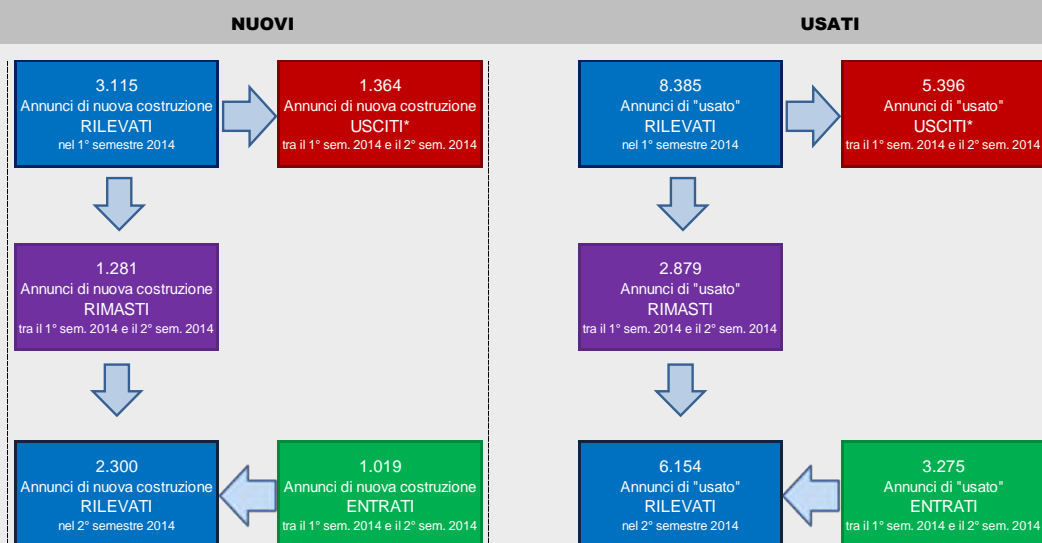 NUOVI
USATI
3.115
Annunci di nuova costruzione
RILEVATI
nel 1° semestre 2014
1.364
Annunci di nuova costruzione
USCITI*
tra il 1° sem. 2014 e il 2° sem. 2014
8.385
Annunci di "usato"
RILEVATI
nel 1° semestre 2014
5.396
Annunci di "usato"
USCITI*
tra il 1° sem. 2014 e il 2° sem. 2014
1.281
Annunci di nuova costruzione
RIMASTI
tra il 1° sem. 2014 e il 2° sem. 2014
2.879
Annunci di "usato"
RIMASTI
tra il 1° sem. 2014 e il 2° sem. 2014
2.300
Annunci di nuova costruzione
RILEVATI
nel 2° semestre 2014
1.019
Annunci di nuova costruzione
ENTRATI
tra il 1° sem. 2014 e il 2° sem. 2014
6.154
Annunci di "usato"
RILEVATI
nel 2° semestre 2014
3.275
Annunci di "usato"
ENTRATI
tra il 1° sem. 2014 e il 2° sem. 2014